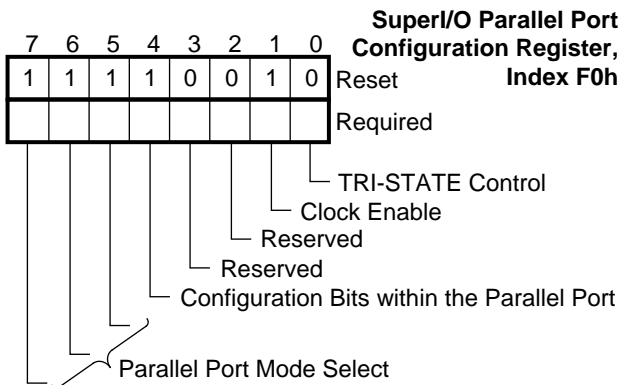 SuperI/O Parallel Port
Configuration Register,
Index F0h
7 6 5 4 3 2 1 0
1 1 1 1 0 0 1 0 Reset
Required
TRI-STATE Control
Clock Enable
Reserved
Reserved
Configuration Bits within the Parallel Port
Parallel Port Mode Select